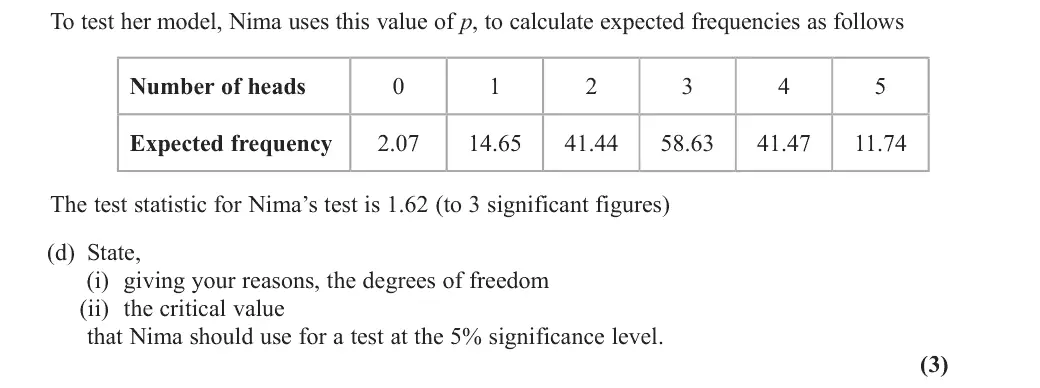 To test her model, Nima uses this value of p, to calculate expected frequencies as follows
Number of heads 0 1 2 3 4 5
Expected frequency 2.07 14.65 41.44 58.63 41.47 11.74
The test statistic for Nima's test is 1.62 (to 3 significant figures)
(d) State,
(i) giving your reasons, the degrees of freedom
(ii) the critical value
that Nima should use for a test at the 5% significance level.
(3)